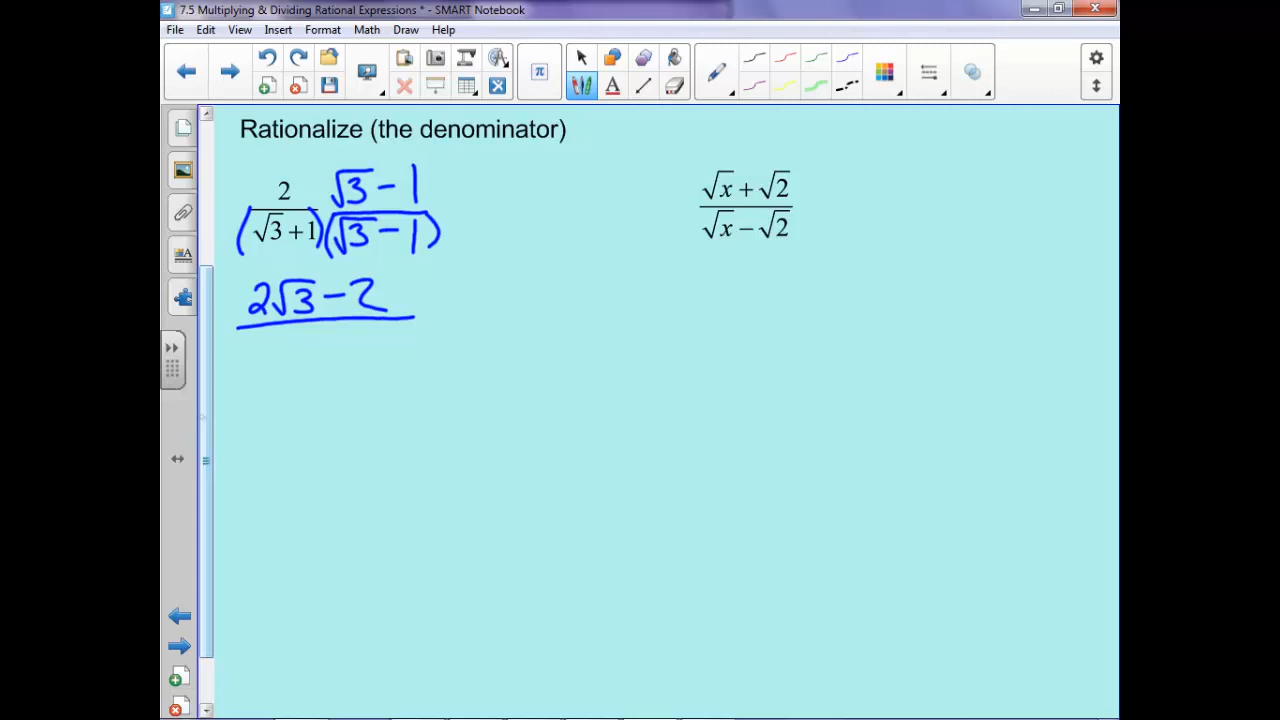 7.5 Multiplying & Dividing Rational Expressions * - SMART Notebook
File Edit View Insert Format Math Draw Help
π
A
Rationalize (the denominator)
2 √3 − 1
(√3 + 1)(√3 − 1)
2√3 − 2
√x + √2
√x − √2